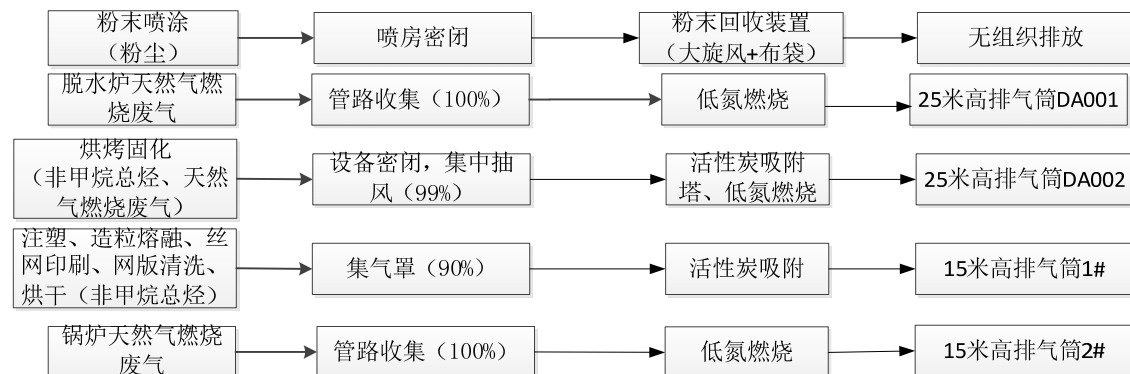 粉末喷涂
（粉尘）
喷房密闭
粉末回收装置
（大旋风+布袋）
无组织排放
脱水炉天然气燃
烧废气
管路收集（100%）
低氮燃烧
25米高排气筒DA001
烘烤固化
（非甲烷总烃、天然
气燃烧废气）
设备密闭，集中抽
风（99%）
活性炭吸附
塔、低氮燃烧
25米高排气筒DA002
注塑、造粒熔融、丝
网印刷、网版清洗、
烘干（非甲烷总烃）
集气罩（90%）
活性炭吸附
15米高排气筒1#
锅炉天然气燃烧
废气
管路收集（100%）
低氮燃烧
15米高排气筒2#